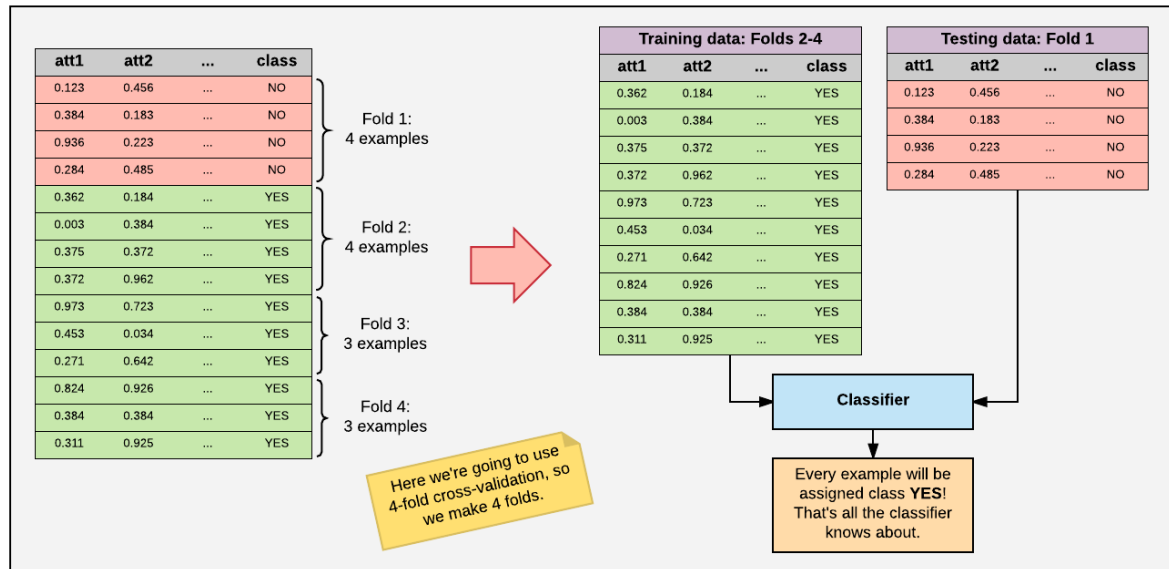 att1 att2 ... class
0.123 0.456 ... NO
0.384 0.183 ... NO
0.936 0.223 ... NO
0.284 0.485 ... NO
0.362 0.184 ... YES
0.003 0.384 ... YES
0.375 0.372 ... YES
0.372 0.962 ... YES
0.973 0.723 ... YES
0.453 0.034 ... YES
0.271 0.642 ... YES
0.824 0.926 ... YES
0.384 0.384 ... YES
0.311 0.925 ... YES
Fold 1:
4 examples
Fold 2:
4 examples
Fold 3:
3 examples
Fold 4:
3 examples
Here we're going to use
4-fold cross-validation, so
we make 4 folds.
Training data: Folds 2-4
att1 att2 ... class
0.362 0.184 ... YES
0.003 0.384 ... YES
0.375 0.372 ... YES
0.372 0.962 ... YES
0.973 0.723 ... YES
0.453 0.034 ... YES
0.271 0.642 ... YES
0.824 0.926 ... YES
0.384 0.384 ... YES
0.311 0.925 ... YES
Testing data: Fold 1
att1 att2 ... class
0.123 0.456 ... NO
0.384 0.183 ... NO
0.936 0.223 ... NO
0.284 0.485 ... NO
Classifier
Every example will be
assigned class YES!
That's all the classifier
knows about.